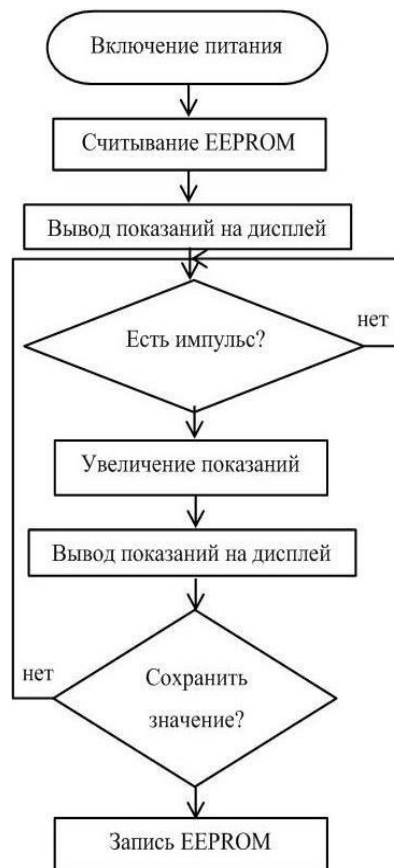 Включение питания
Считывание EEPROM
Вывод показаний на дисплей
Есть импульс?
нет
Увеличение показаний
Вывод показаний на дисплей
нет
Сохранить
значение?
Запись EEPROM